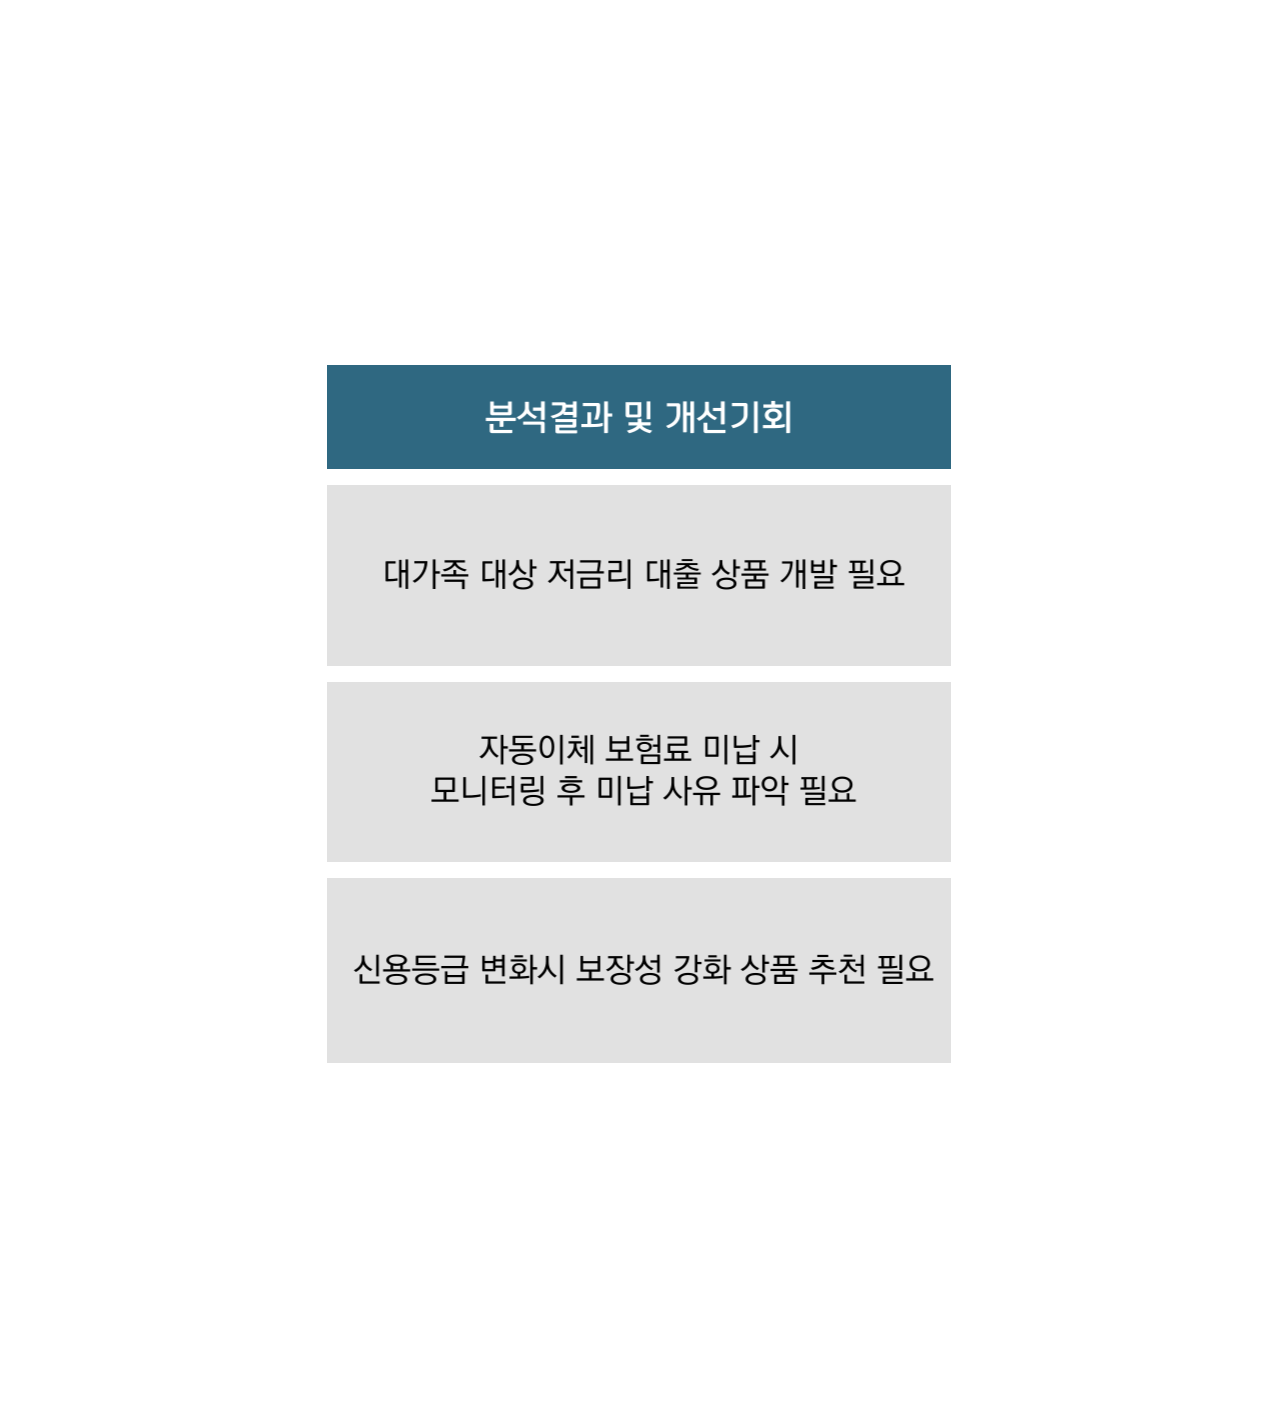 분석결과 및 개선기회
대가족 대상 저금리 대출 상품 개발 필요
자동이체 보험료 미납 시
모니터링 후 미납 사유 파악 필요
신용등급 변화시 보장성 강화 상품 추천 필요